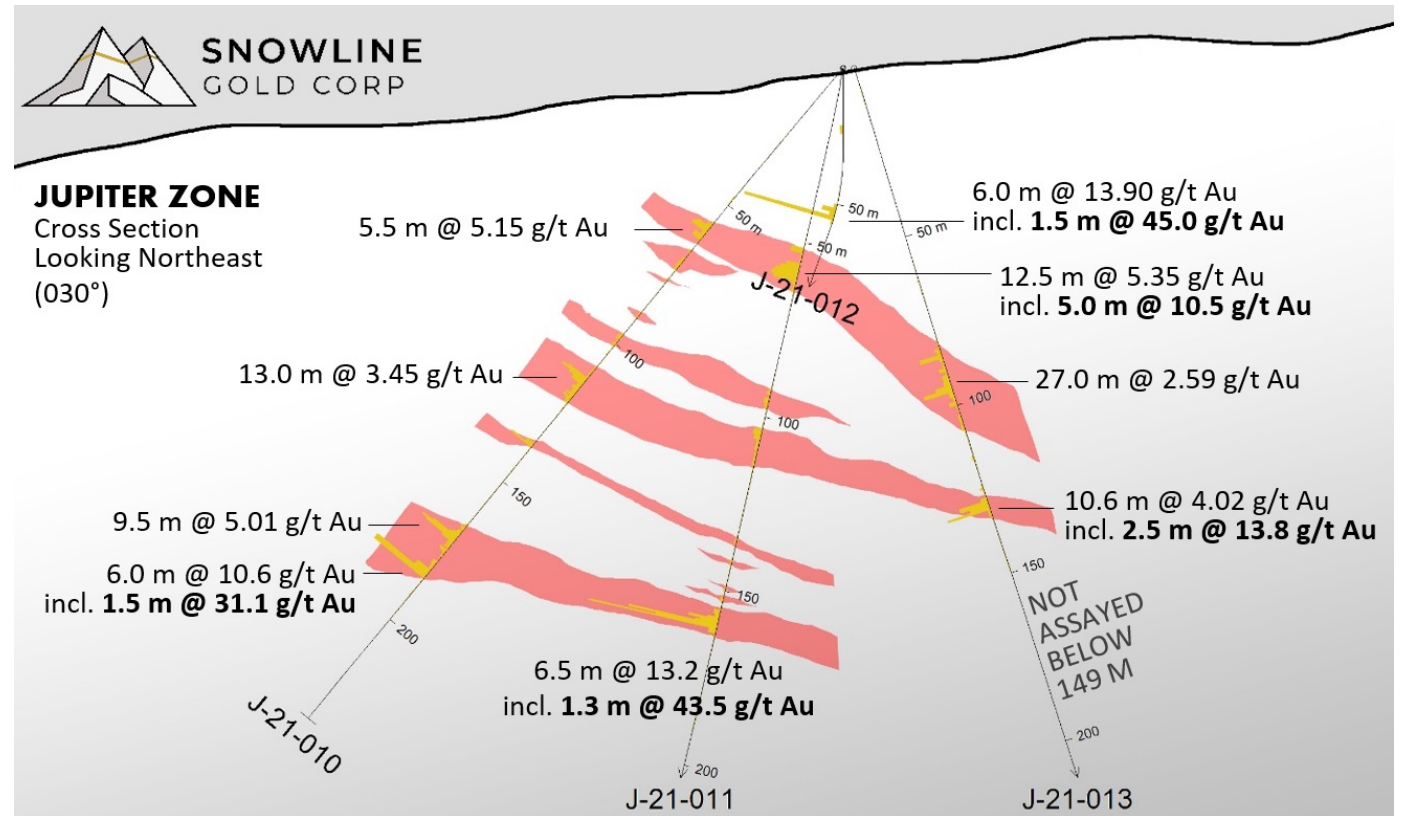 SNOWLINE
GOLD CORP
JUPITER ZONE
Cross Section
Looking Northeast
(030°)
5.5 m @ 5.15 g/t Au
13.0 m @ 3.45 g/t Au
9.5 m @ 5.01 g/t Au
6.0 m @ 10.6 g/t Au
incl. 1.5 m @ 31.1 g/t Au
6.5 m @ 13.2 g/t Au
incl. 1.3 m @ 43.5 g/t Au
6.0 m @ 13.90 g/t Au
incl. 1.5 m @ 45.0 g/t Au
12.5 m @ 5.35 g/t Au
incl. 5.0 m @ 10.5 g/t Au
27.0 m @ 2.59 g/t Au
10.6 m @ 4.02 g/t Au
incl. 2.5 m @ 13.8 g/t Au
50 m
100
150
200
J-21-010
50 m
J-21-012
50 m
100
150
200
J-21-011
50 m
100
150
NOT
ASSAYED
BELOW
149 M
200
J-21-013